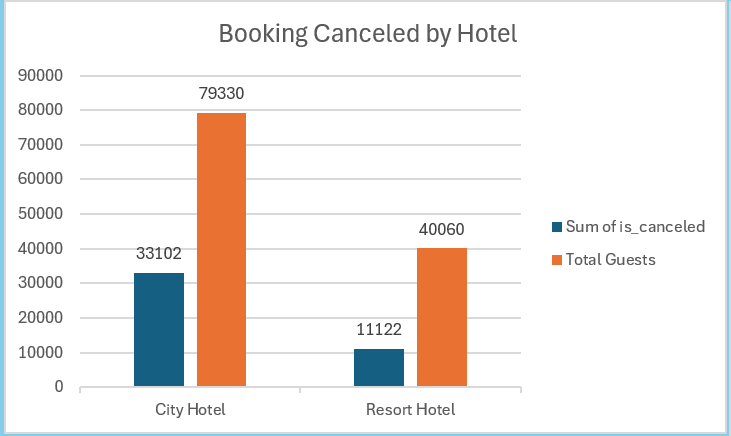 Booking Canceled by Hotel
90000
80000
70000
60000
50000
40000
30000
20000
10000
0
79330
33102
40060
11122
City Hotel
Resort Hotel
Sum of is_canceled
Total Guests